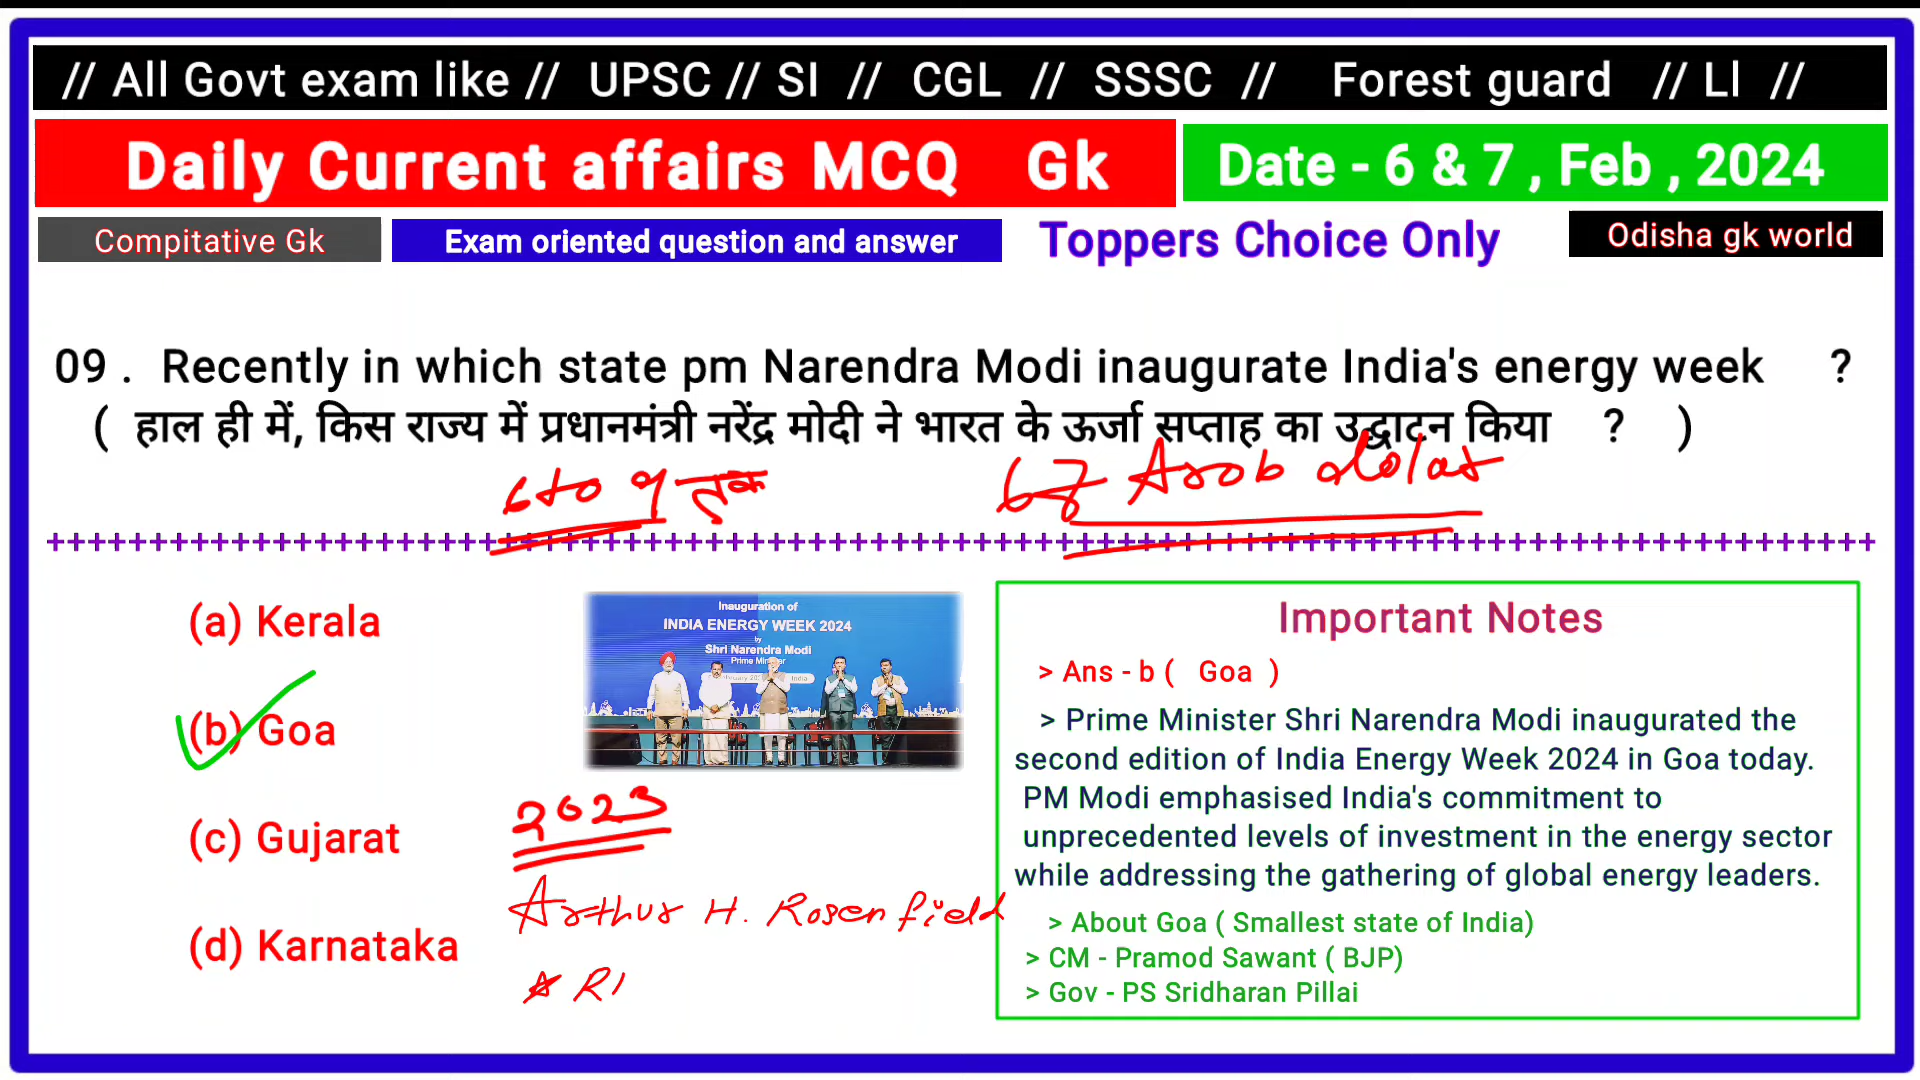 // All Govt exam like // UPSC // SI // CGL // SSSC // Forest guard // LI //
Daily Current affairs MCQ Gk
Date - 6 & 7 , Feb , 2024
Compitative Gk
Exam oriented question and answer
Toppers Choice Only
Odisha gk world
09 . Recently in which state pm Narendra Modi inaugurate India's energy week ?
( हाल ही में, किस राज्य में प्रधानमंत्री नरेंद्र मोदी ने भारत के ऊर्जा सप्ताह का उद्घाटन किया ? )
6 to 9 तक
67 Arob dolar
++++++++++++++++++++++++++++++++++++++++++++++++++++++++++++++++++++++++++++++++++++++
(a) Kerala
(b) Goa
(c) Gujarat
(d) Karnataka
Inauguration of
INDIA ENERGY WEEK 2024
by
Shri Narendra Modi
Prime Minister
2023
Arthur H. Rosenfield
* RI
Important Notes
> Ans - b ( Goa )
> Prime Minister Shri Narendra Modi inaugurated the
second edition of India Energy Week 2024 in Goa today.
PM Modi emphasised India's commitment to
unprecedented levels of investment in the energy sector
while addressing the gathering of global energy leaders.
> About Goa ( Smallest state of India)
> CM - Pramod Sawant ( BJP)
> Gov - PS Sridharan Pillai